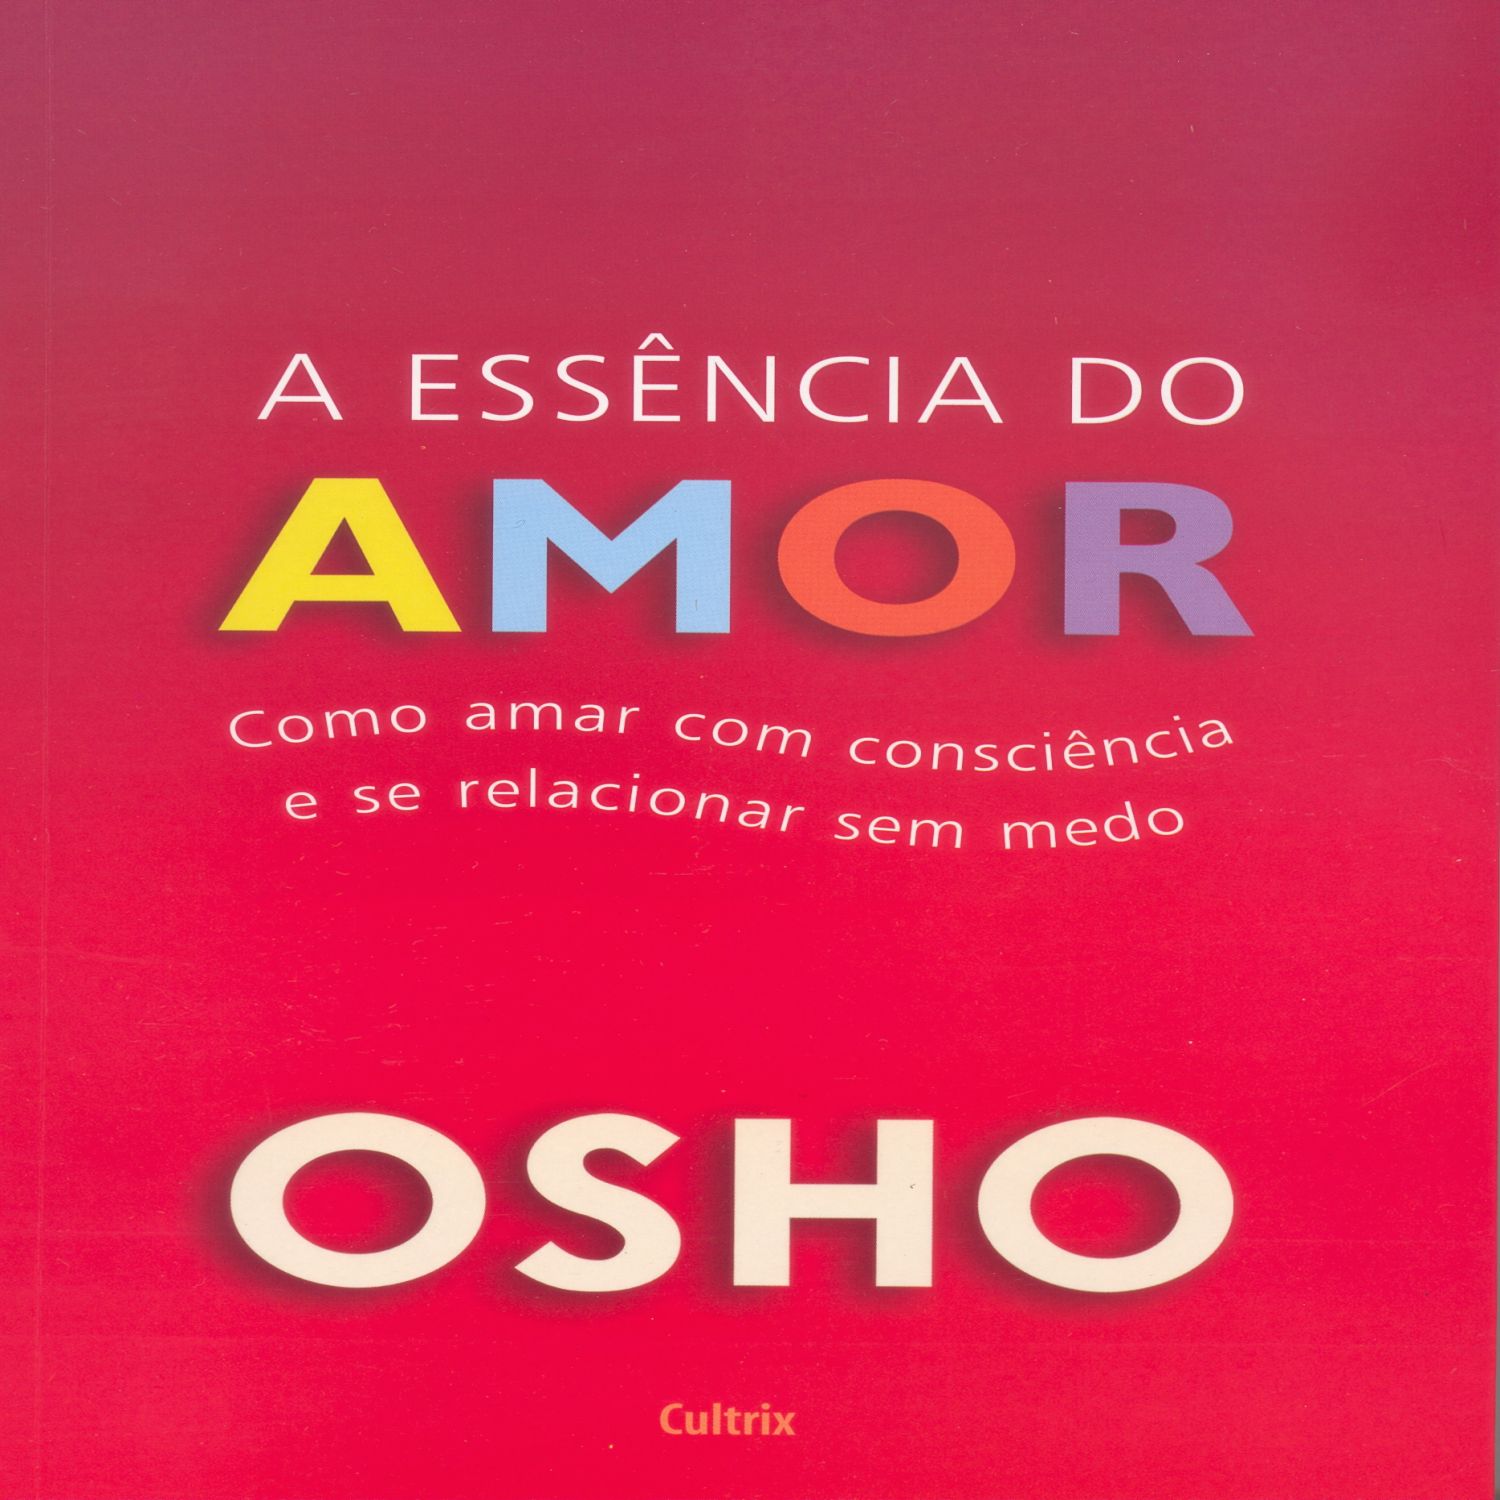 A ESSÊNCIA DO
AMOR
Como amar com consciência
e se relacionar sem medo
OSHO
Cultrix